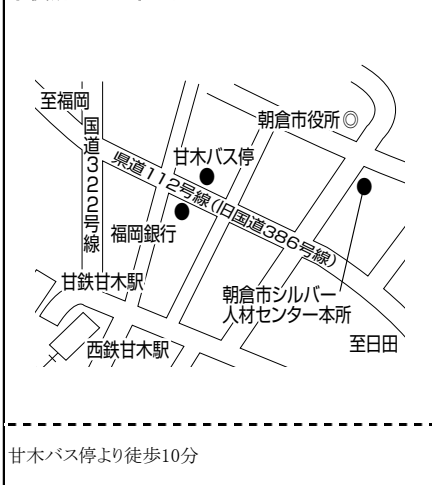 至福岡
国道322号線
朝倉市役所◎
甘木バス停
県道112号線(旧国道386号線)
福岡銀行
甘鉄甘木駅
朝倉市シルバー
人材センター本所
西鉄甘木駅
至日田
甘木バス停より徒歩10分